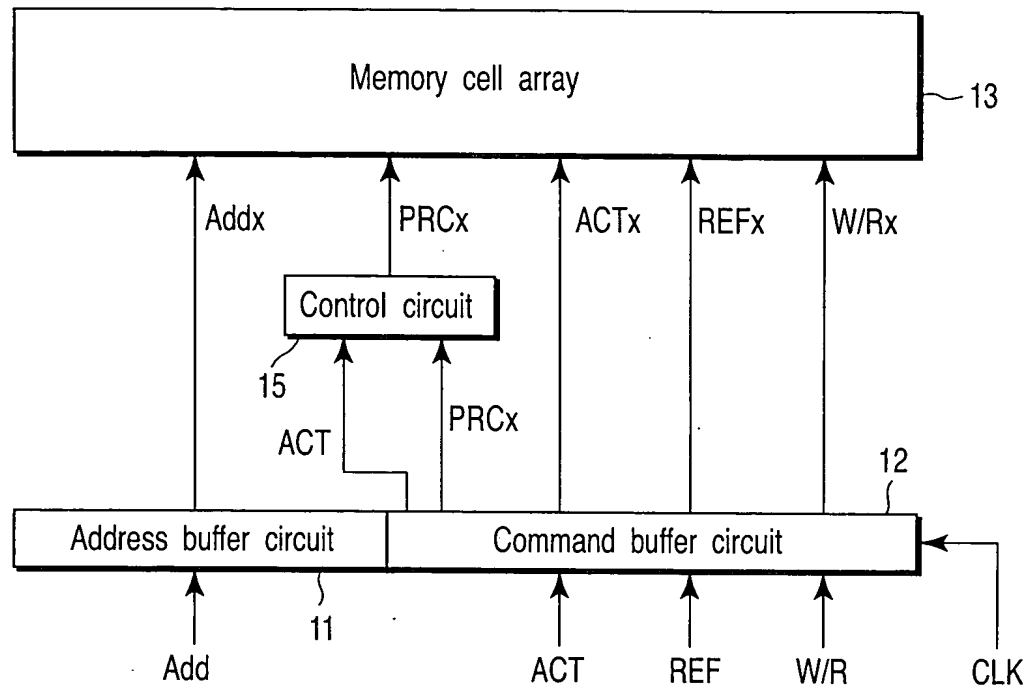 Memory cell array
13
Addx
PRCx
ACTx
REFx
W/Rx
Control circuit
15
ACT
PRCx
12
Address buffer circuit
Command buffer circuit
11
Add
ACT
REF
W/R
CLK